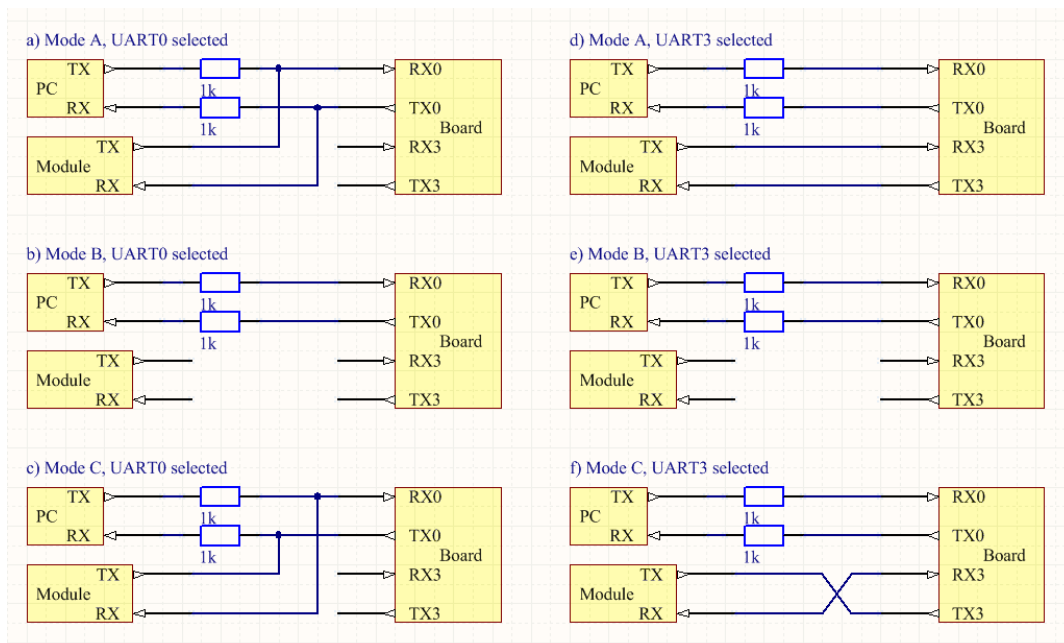 a) Mode A, UART0 selected
TX
PC
RX
1k
1k
RX0
TX0
Board
RX3
TX3
TX
Module
RX
d) Mode A, UART3 selected
TX
PC
RX
1k
1k
RX0
TX0
Board
RX3
TX3
TX
Module
RX
b) Mode B, UART0 selected
TX
PC
RX
1k
1k
RX0
TX0
Board
RX3
TX3
TX
Module
RX
e) Mode B, UART3 selected
TX
PC
RX
1k
1k
RX0
TX0
Board
RX3
TX3
TX
Module
RX
c) Mode C, UART0 selected
TX
PC
RX
1k
1k
RX0
TX0
Board
RX3
TX3
TX
Module
RX
f) Mode C, UART3 selected
TX
PC
RX
1k
1k
RX0
TX0
Board
RX3
TX3
TX
Module
RX